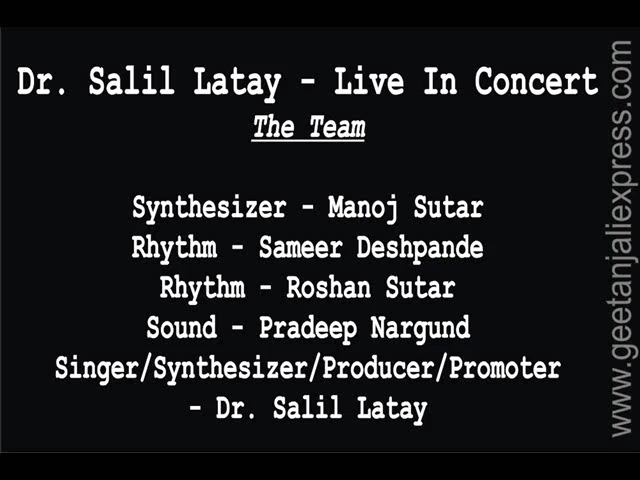 Dr. Salil Latay - Live In Concert
The Team
Synthesizer - Manoj Sutar
Rhythm - Sameer Deshpande
Rhythm - Roshan Sutar
Sound - Pradeep Nargund
Singer/Synthesizer/Producer/Promoter
- Dr. Salil Latay
www.geetanjaliexpress.com